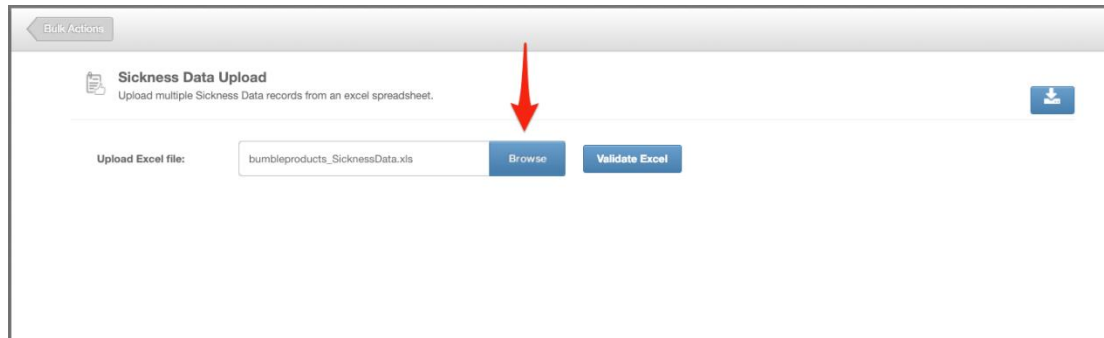 Bulk Actions
Sickness Data Upload
Upload multiple Sickness Data records from an excel spreadsheet.
Upload Excel file:
bumbleproducts_SicknessData.xls
Browse
Validate Excel